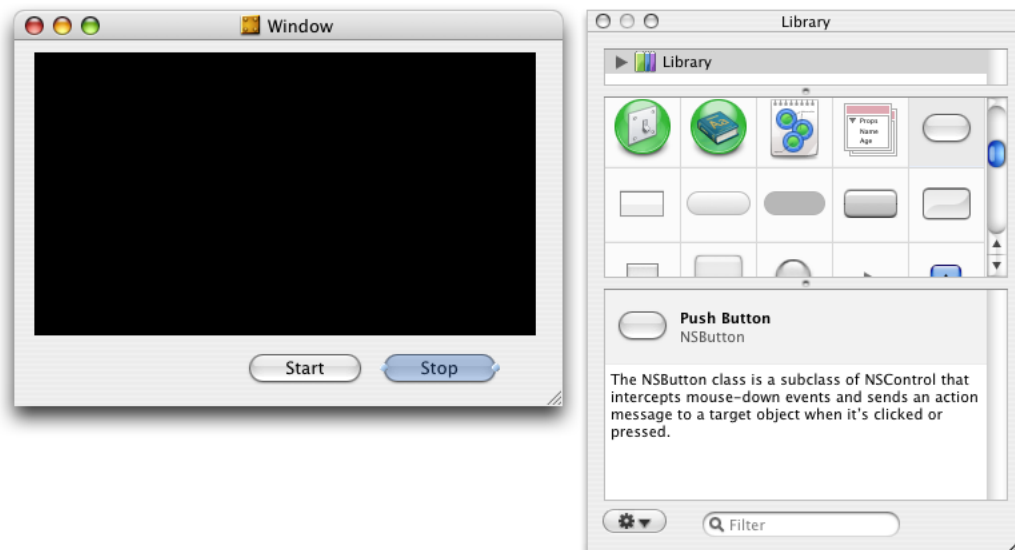 Window
Start
Stop
Library
Library
Props
Name
Age
Push Button
NSButton
The NSButton class is a subclass of NSControl that
intercepts mouse-down events and sends an action
message to a target object when it's clicked or
pressed.
Filter